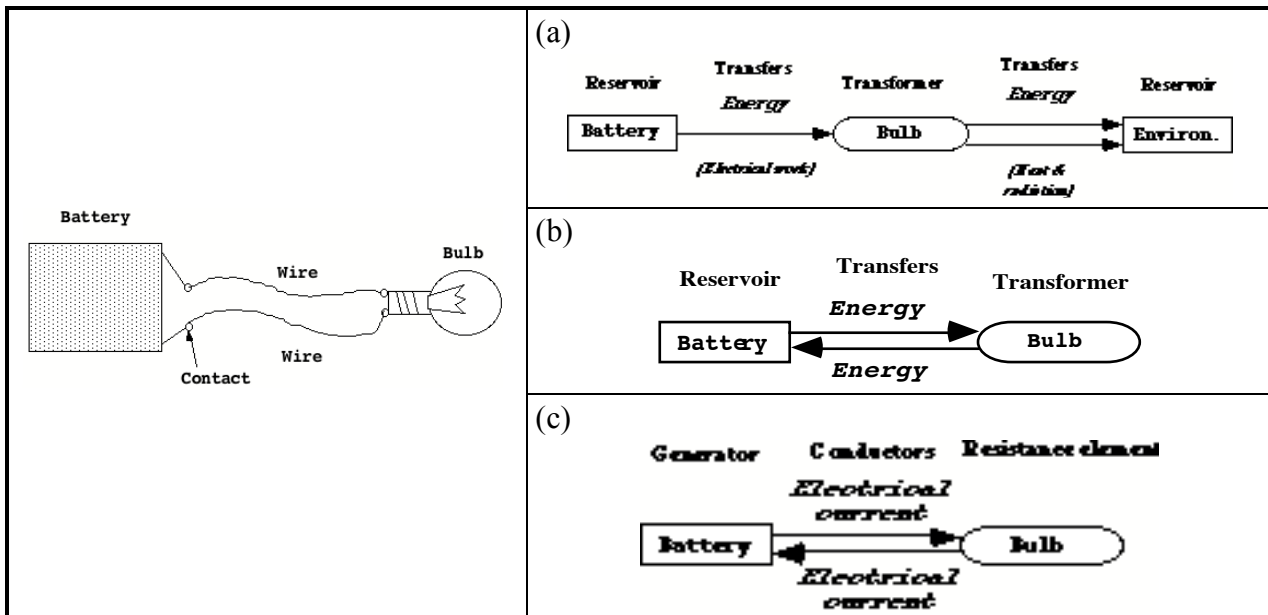 Battery
Bulb
Wire
Wire
Contact
(a)
Reservoir Transfers Transformer Transfers Reservoir
Energy Energy
Battery Bulb Environ.
(Electrical work) (Heat & radiation)
(b)
Reservoir Transfers Transformer
Energy
Battery Bulb
Energy
(c)
Generator Conductors Resistance element
Electrical
current
Battery Bulb
Electrical
current